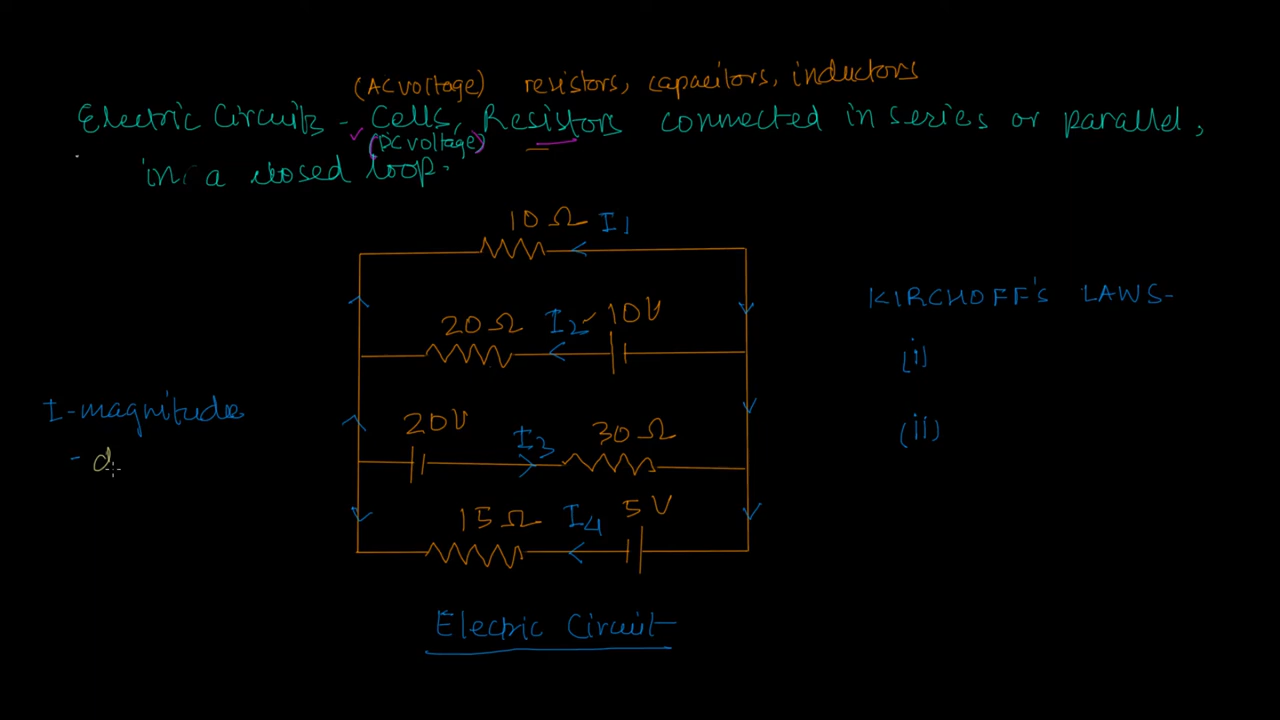 (AC voltage) resistors, capacitors, inductors
Electric Circuits - Cells, Resistors connected in series or parallel,
(DC voltage)
in a closed loop.
10 Ω I1
20 Ω I2 10V
20V I3 30 Ω
15 Ω I4 5V
Electric Circuit
I - magnitude
- d
KIRCHOFF'S LAWS -
(i)
(ii)